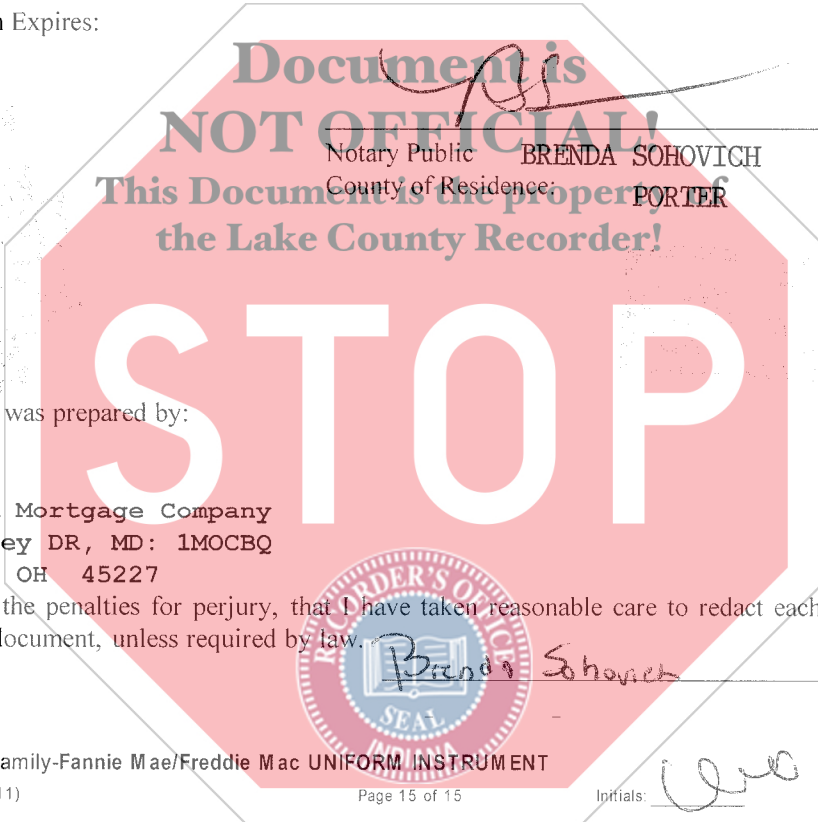 n Expires:
Document is
NOT OFFICIAL!
Notary Public BRENDA SOHOVICH
This Document is the property of
County of Residence: PORTER
the Lake County Recorder!
STOP
was prepared by:
Mortgage Company
ey DR, MD: 1MOCBQ
OH 45227
RECORDER'S OFFICE
the penalties for perjury, that I have taken reasonable care to redact each
document, unless required by law.
Brenda Sohovich
SEAL
INDIANA
amily-Fannie Mae/Freddie Mac UNIFORM INSTRUMENT
Page 15 of 15
Initials: